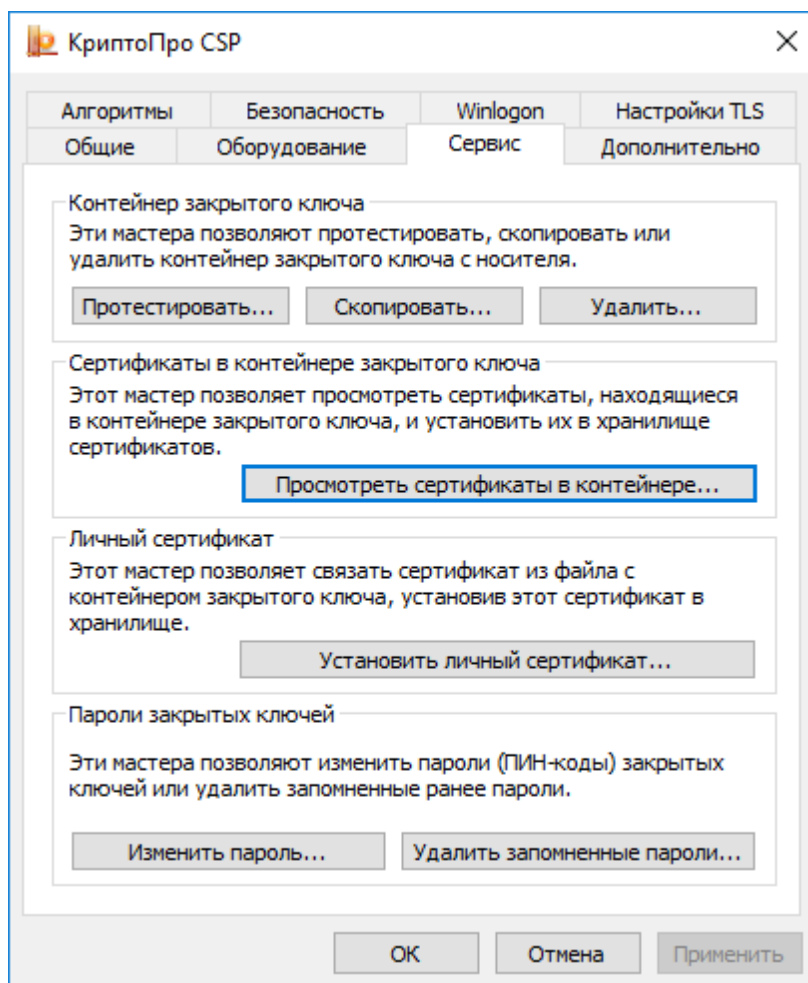 КриптоПро CSP
Алгоритмы Безопасность Winlogon Настройки TLS
Общие Оборудование Сервис Дополнительно
Контейнер закрытого ключа
Эти мастера позволяют протестировать, скопировать или
удалить контейнер закрытого ключа с носителя.
Протестировать... Скопировать... Удалить...
Сертификаты в контейнере закрытого ключа
Этот мастер позволяет просмотреть сертификаты, находящиеся
в контейнере закрытого ключа, и установить их в хранилище
сертификатов.
Просмотреть сертификаты в контейнере...
Личный сертификат
Этот мастер позволяет связать сертификат из файла с
контейнером закрытого ключа, установив этот сертификат в
хранилище.
Установить личный сертификат...
Пароли закрытых ключей
Эти мастера позволяют изменить пароли (ПИН-коды) закрытых
ключей или удалить запомненные ранее пароли.
Изменить пароль... Удалить запомненные пароли...
ОК Отмена Применить